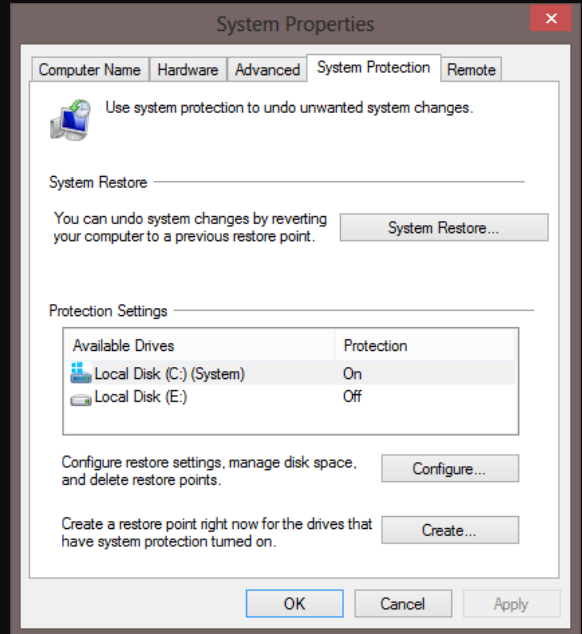 System Properties
Computer Name Hardware Advanced System Protection Remote
Use system protection to undo unwanted system changes.
System Restore
You can undo system changes by reverting
your computer to a previous restore point.
System Restore...
Protection Settings
Available Drives Protection
Local Disk (C:) (System) On
Local Disk (E:) Off
Configure restore settings, manage disk space,
and delete restore points.
Configure...
Create a restore point right now for the drives that
have system protection turned on.
Create...
OK Cancel Apply